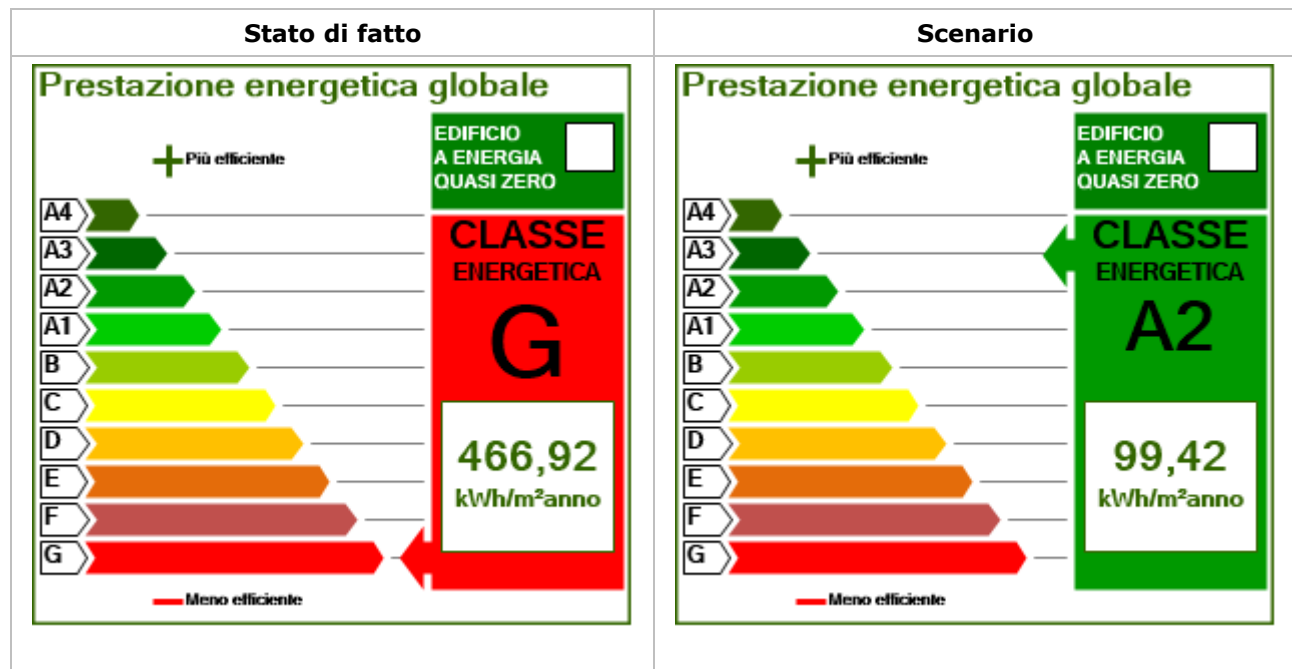 Stato di fatto
Scenario
Prestazione energetica globale
EDIFICIO
A ENERGIA
QUASI ZERO
Più efficiente
A4
A3
A2
A1
B
C
D
E
F
G
CLASSE
ENERGETICA
G
466,92
kWh/m²anno
Meno efficiente
Prestazione energetica globale
EDIFICIO
A ENERGIA
QUASI ZERO
Più efficiente
A4
A3
A2
A1
B
C
D
E
F
G
CLASSE
ENERGETICA
A2
99,42
kWh/m²anno
Meno efficiente